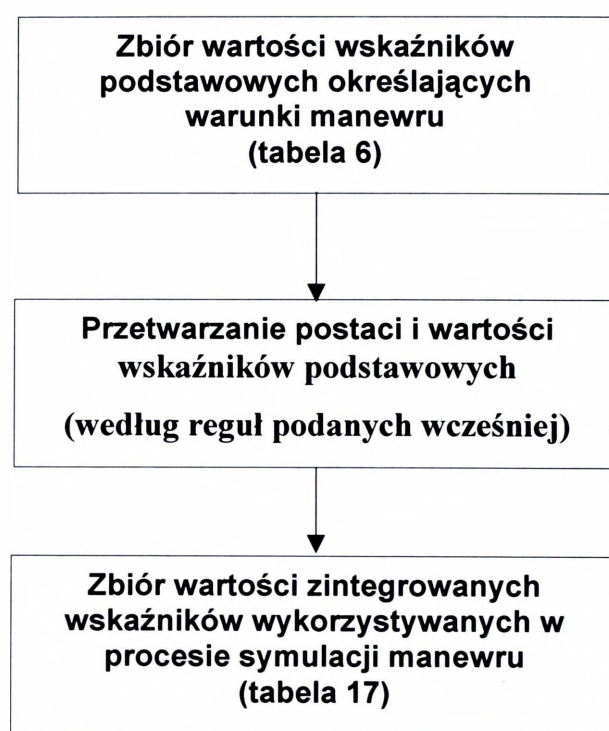 Zbiór wartości wskaźników
podstawowych określających
warunki manewru
(tabela 6)
Przetwarzanie postaci i wartości
wskaźników podstawowych
(według reguł podanych wcześniej)
Zbiór wartości zintegrowanych
wskaźników wykorzystywanych w
procesie symulacji manewru
(tabela 17)